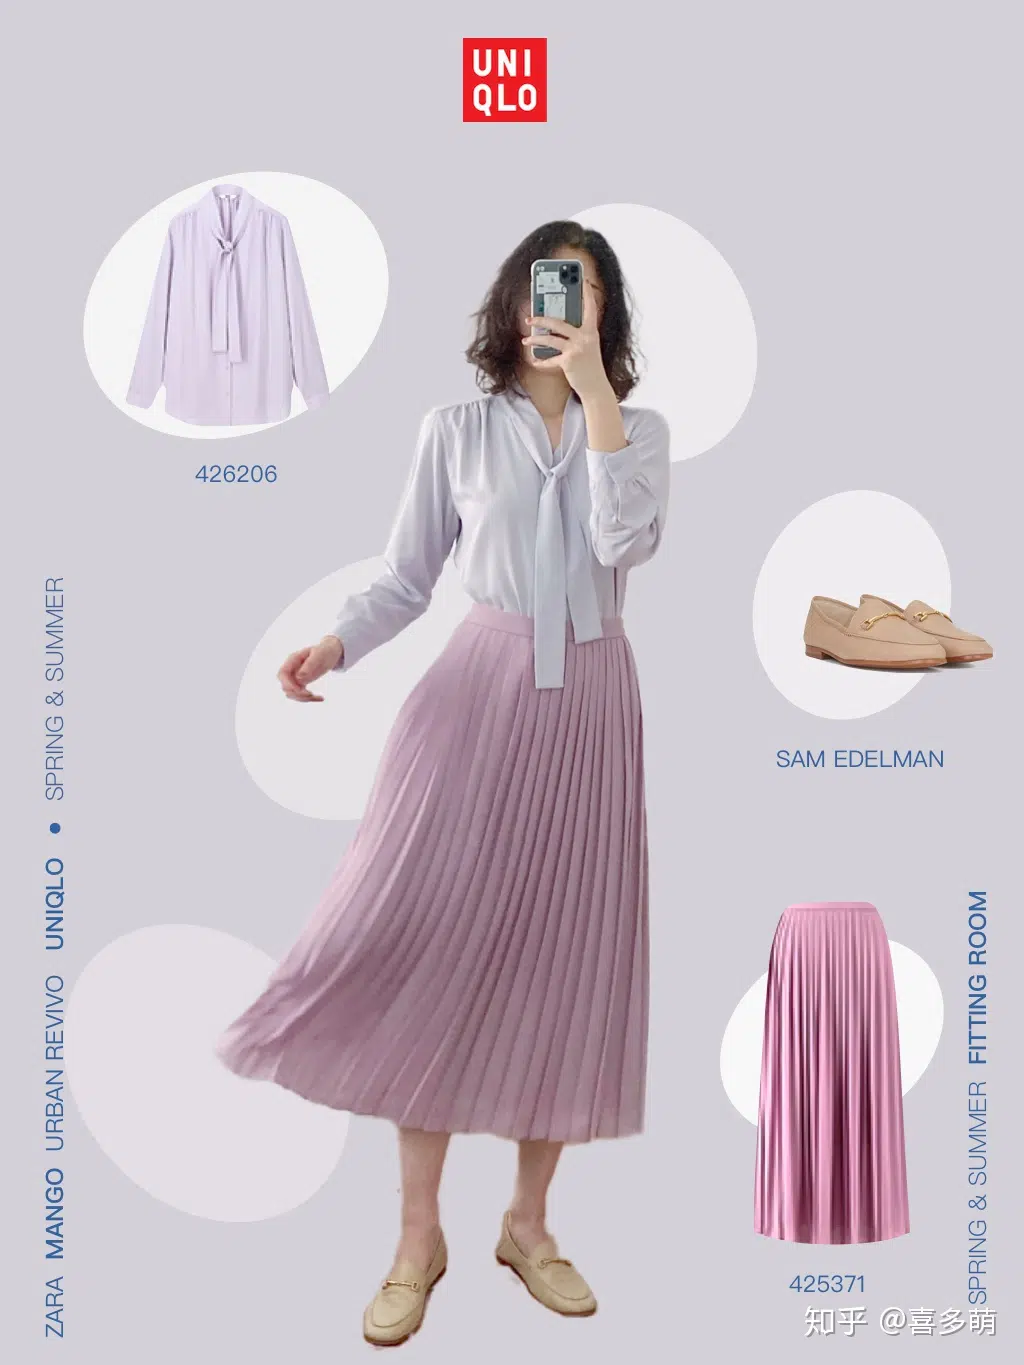 UNI
QLO
426206
SAM EDELMAN
425371
ZARA MANGO URBAN REVIVO UNIQLO • SPRING & SUMMER
SPRING & SUMMER FITTING ROOM
知乎 @喜多萌